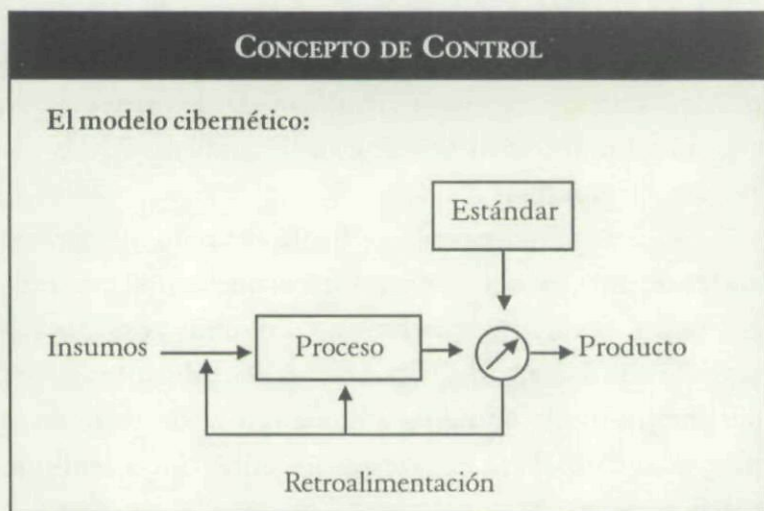 CONCEPTO DE CONTROL
El modelo cibernético:
Estándar
Insumos Proceso Producto
Retroalimentación